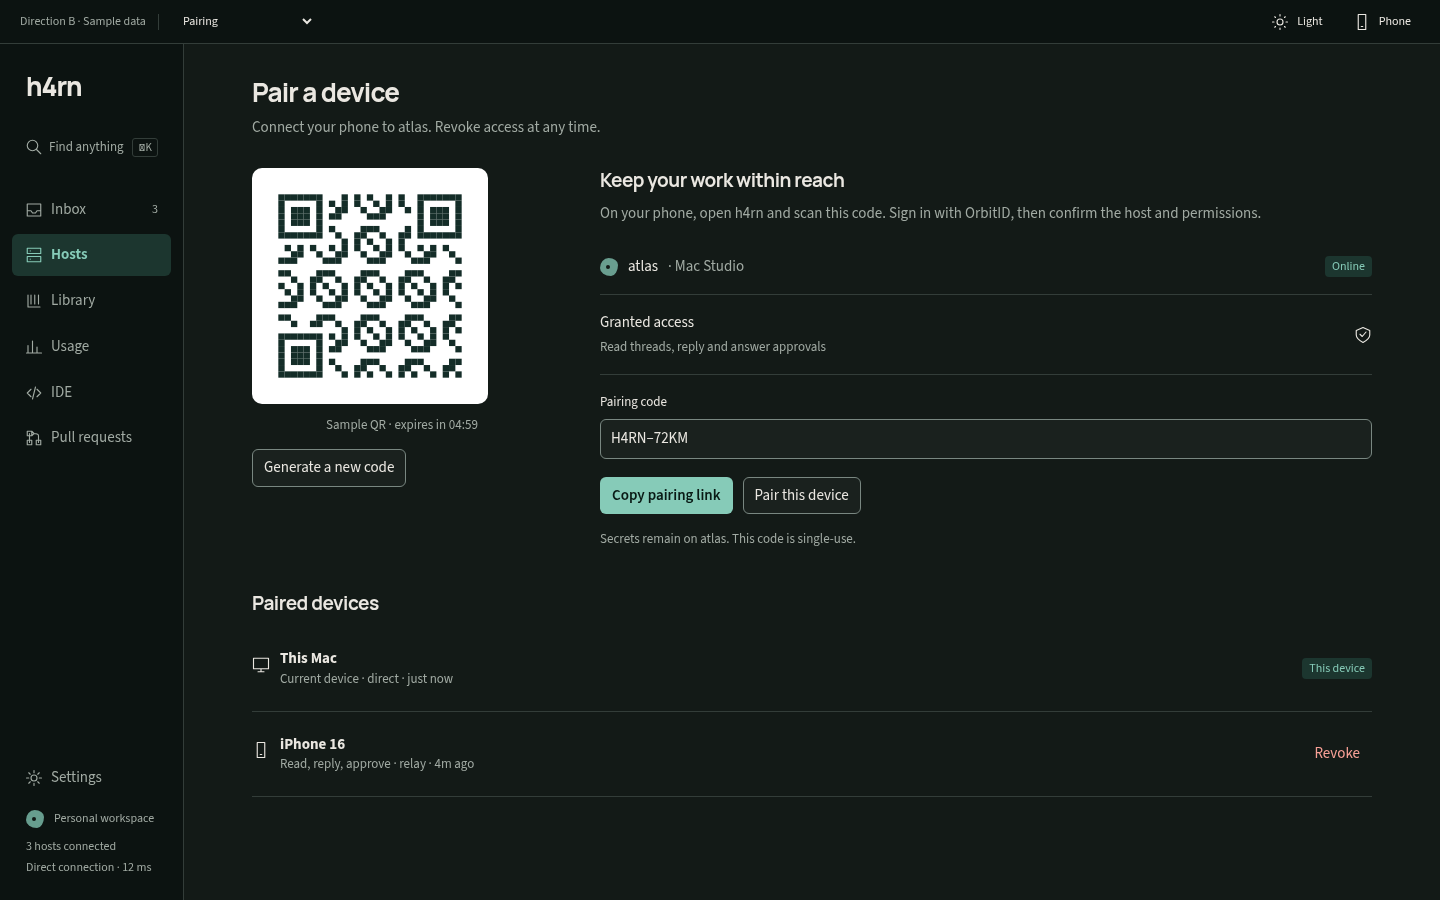 Direction B · Sample data
Pairing
Light
Phone
h4rn
Find anything
K
Inbox
3
Hosts
Library
Usage
IDE
Pull requests
Settings
Personal workspace
3 hosts connected
Direct connection · 12 ms
Pair a device
Connect your phone to atlas. Revoke access at any time.
Sample QR · expires in 04:59
Generate a new code
Keep your work within reach
On your phone, open h4rn and scan this code. Sign in with OrbitID, then confirm the host and permissions.
atlas · Mac Studio
Online
Granted access
Read threads, reply and answer approvals
Pairing code
H4RN–72KM
Copy pairing link
Pair this device
Secrets remain on atlas. This code is single-use.
Paired devices
This Mac
Current device · direct · just now
This device
iPhone 16
Read, reply, approve · relay · 4m ago
Revoke